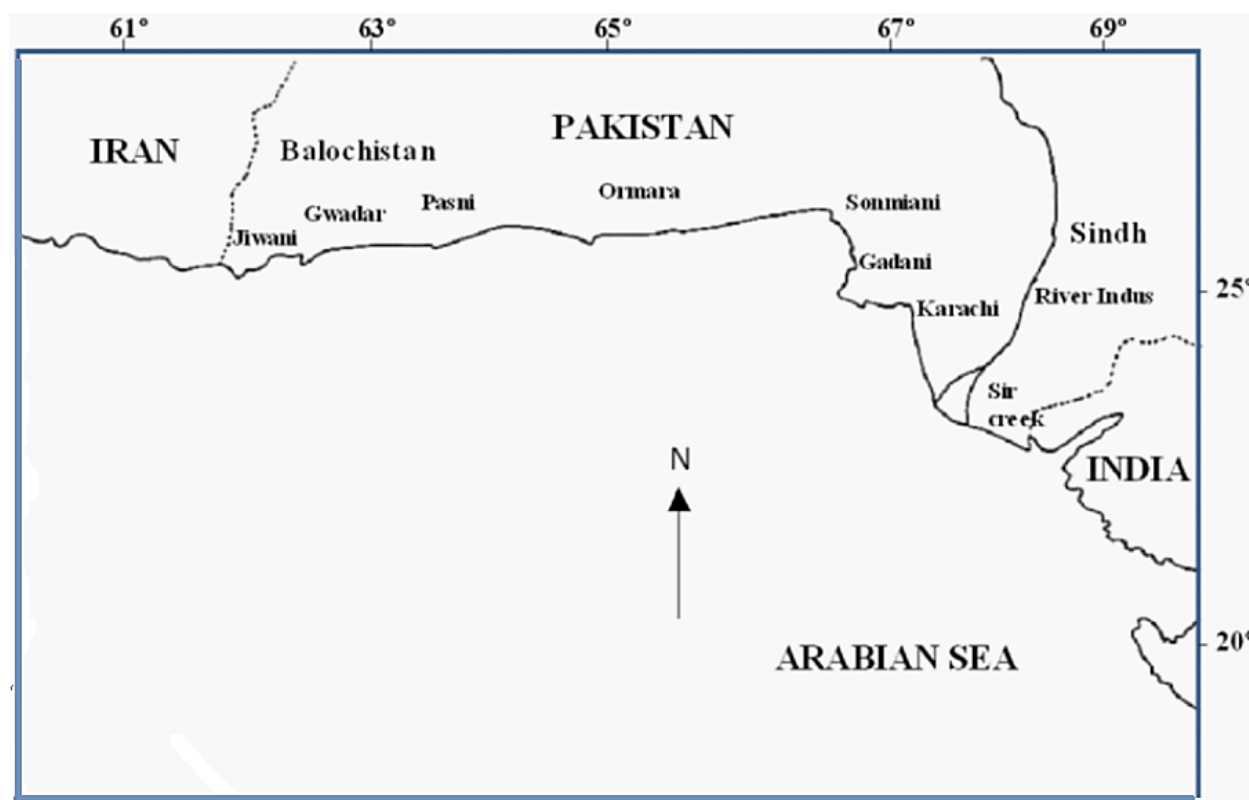 61° 63° 65° 67° 69°
PAKISTAN
IRAN
Balochistan
Ormara
Pasni
Sonmiani
Gwadar
Sindh
Jiwani
Gadani
25°
River Indus
Karachi
Sir
creek
N
INDIA
20°
ARABIAN SEA